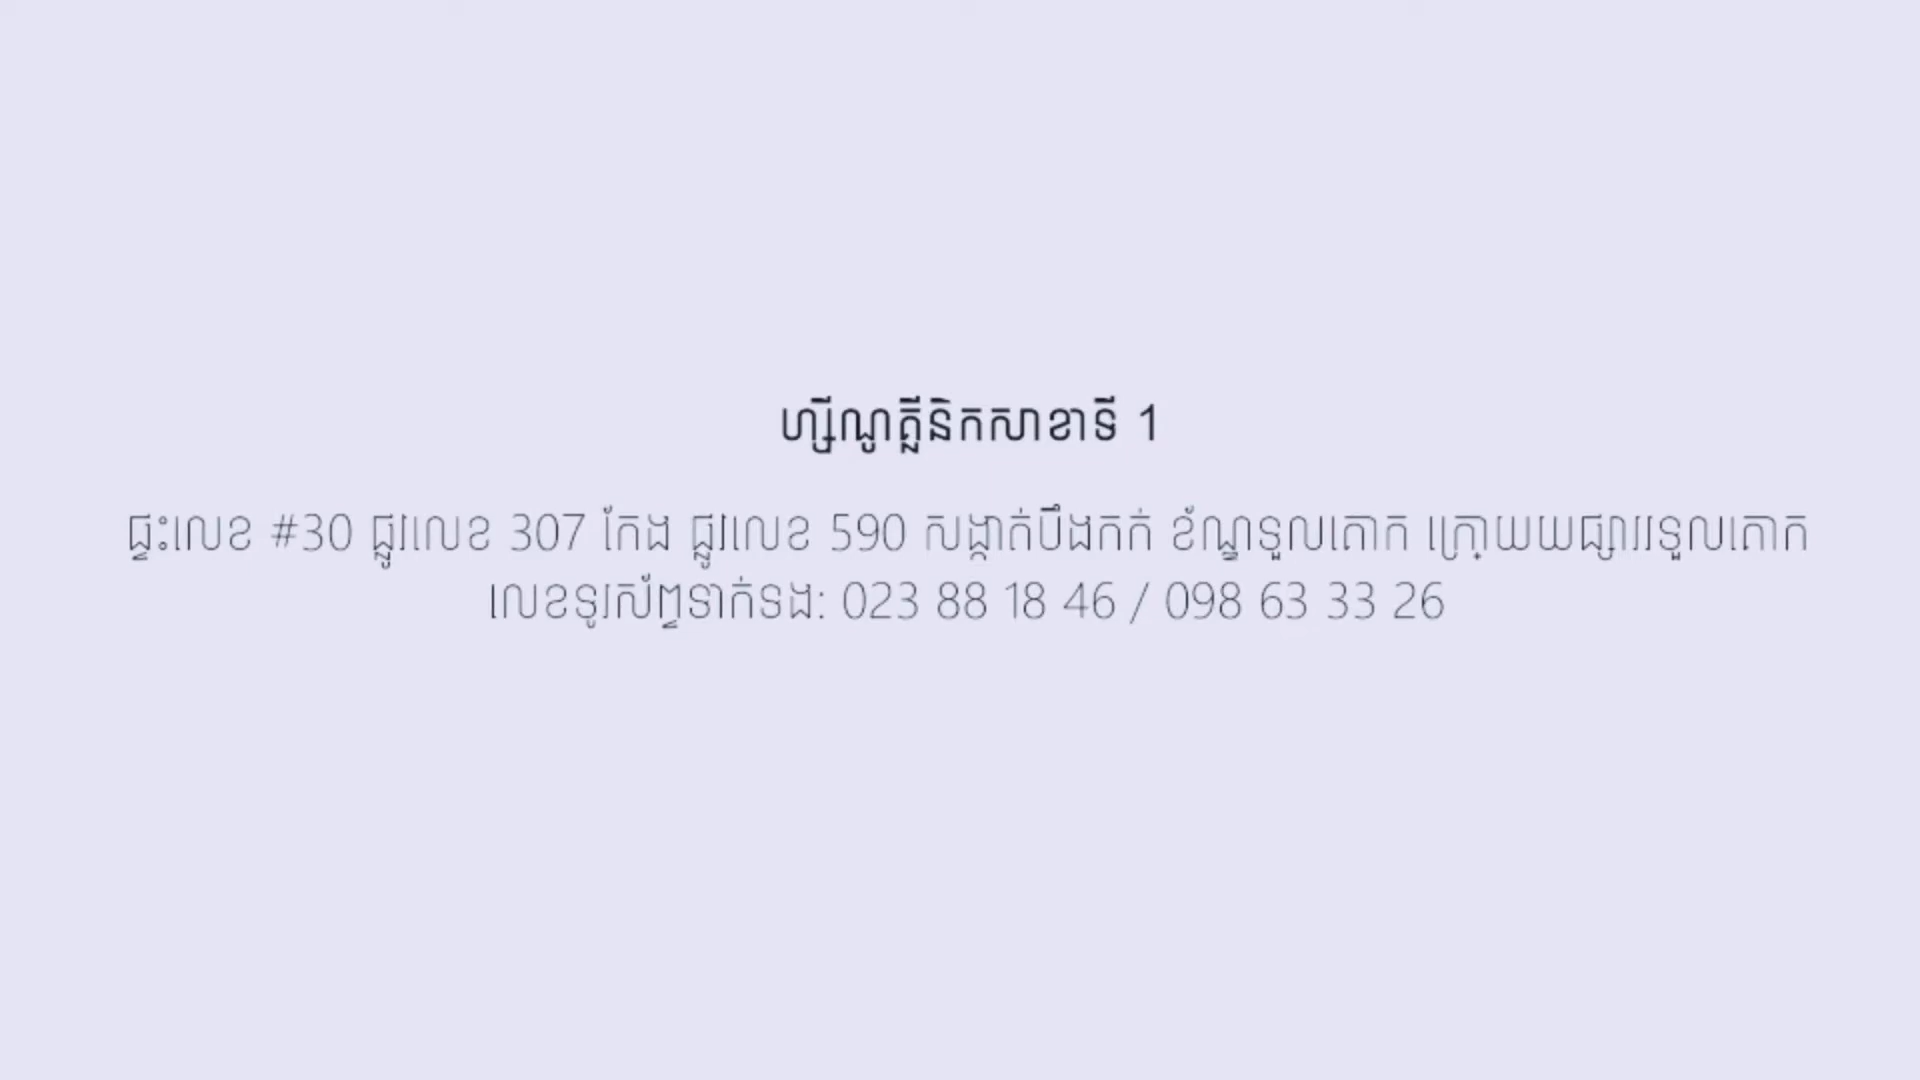 ហ្ស៊ីណូគ្លីនិកសាខាទី 1
ផ្ទះលេខ #30 ផ្លូវលេខ 307 កែង ផ្លូវលេខ 590 សង្កាត់បឹងកក់ ខ័ណ្ឌទួលគោក ក្រោយយផ្សាររទួលគោក
លេខទូរស័ព្ទទាក់ទង: 023 88 18 46 / 098 63 33 26